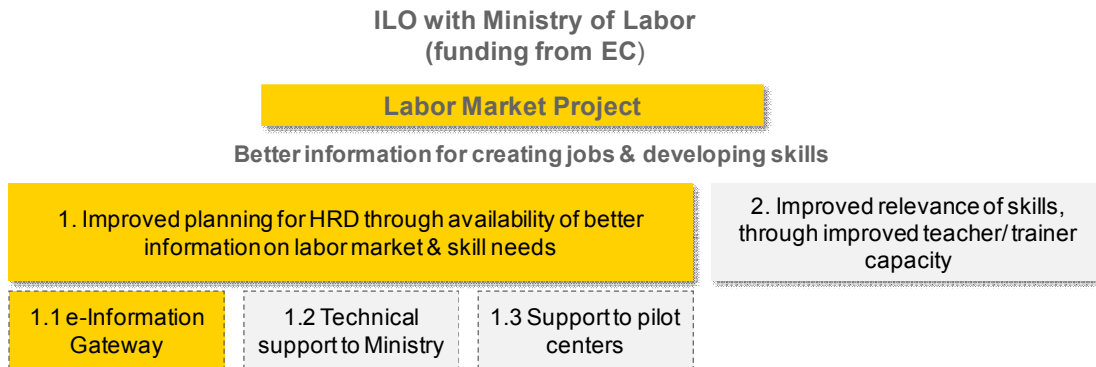 ILO with Ministry of Labor
(funding from EC)
Labor Market Project
Better information for creating jobs & developing skills
1. Improved planning for HRD through availability of better
information on labor market & skill needs
2. Improved relevance of skills,
through improved teacher/ trainer
capacity
1.1 e-Information
Gateway
1.2 Technical
support to Ministry
1.3 Support to pilot
centers